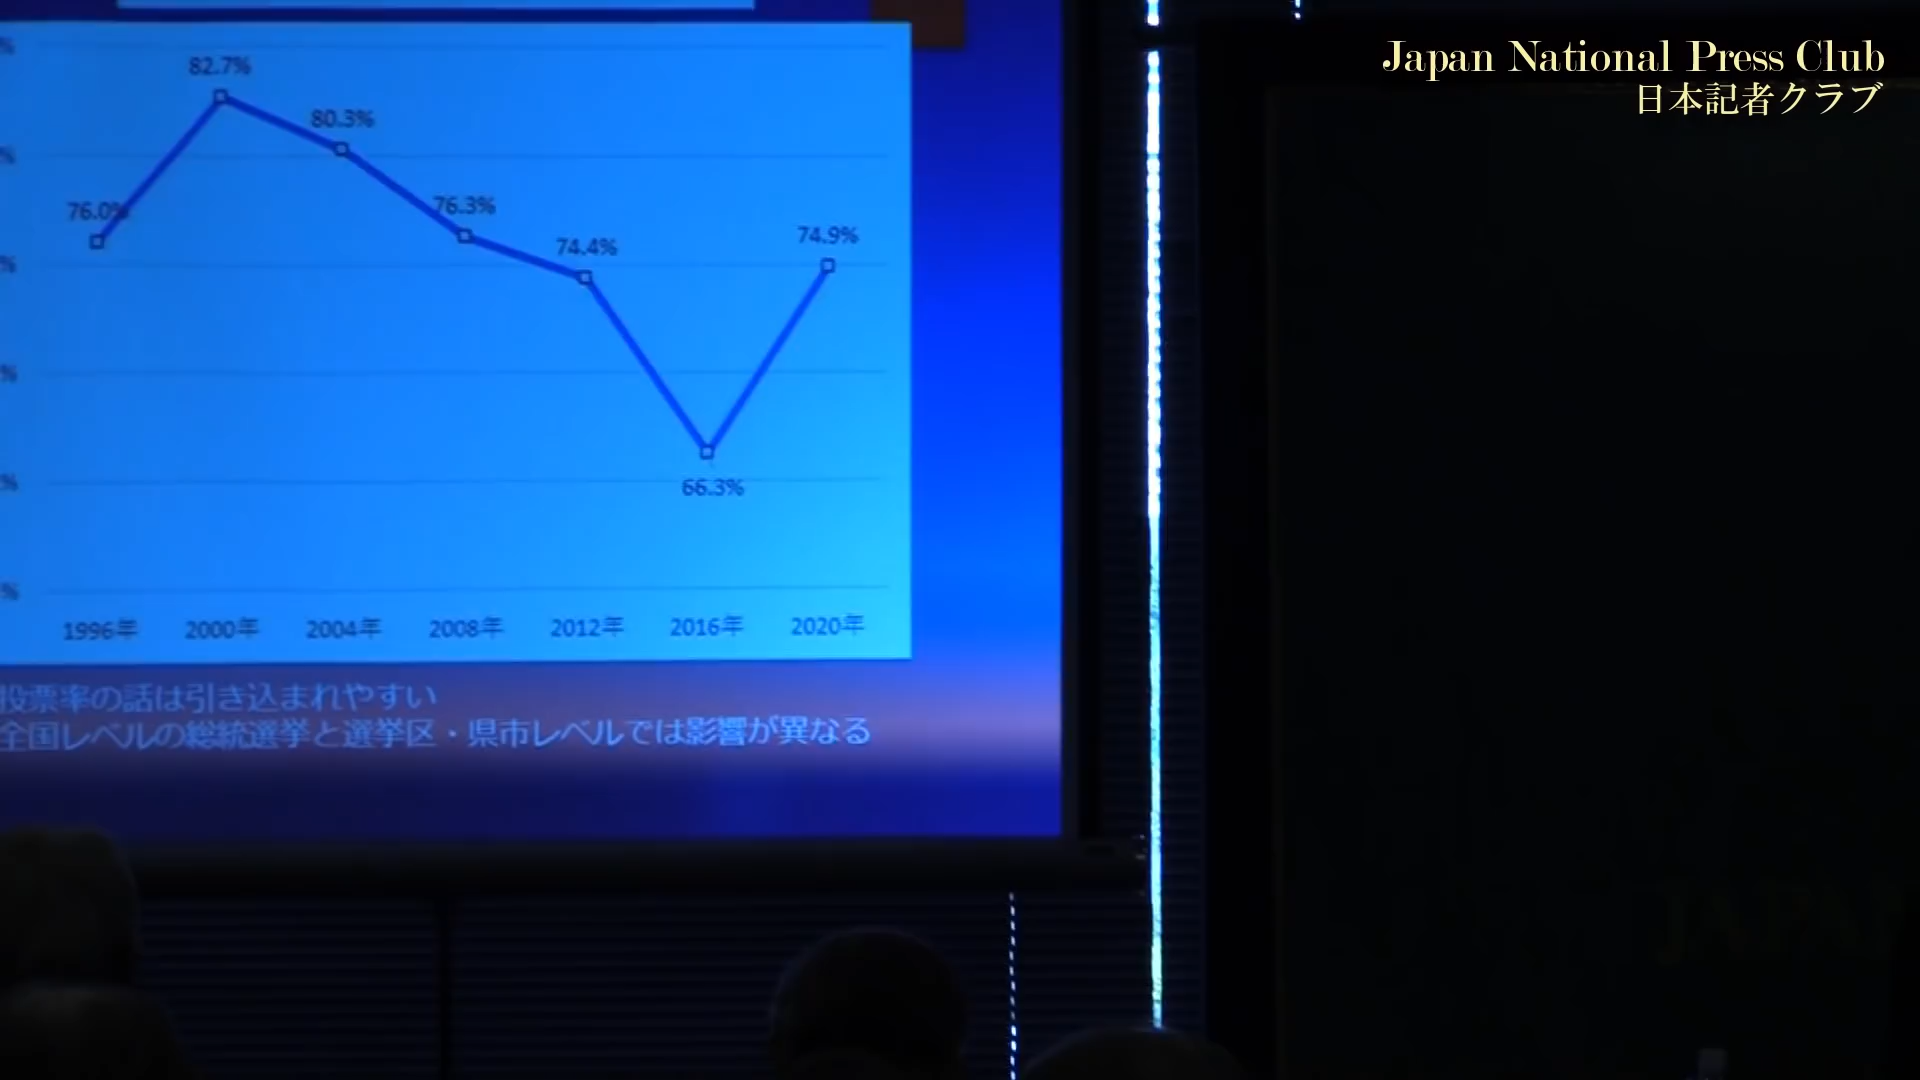 Japan National Press Club
日本記者クラブ
82.7%
80.3%
76.0%
76.3%
74.4%
74.9%
66.3%
1996年 2000年 2004年 2008年 2012年 2016年 2020年
投票率の話は引き込まれやすい
全国レベルの総統選挙と選挙区・県市レベルでは影響が異なる